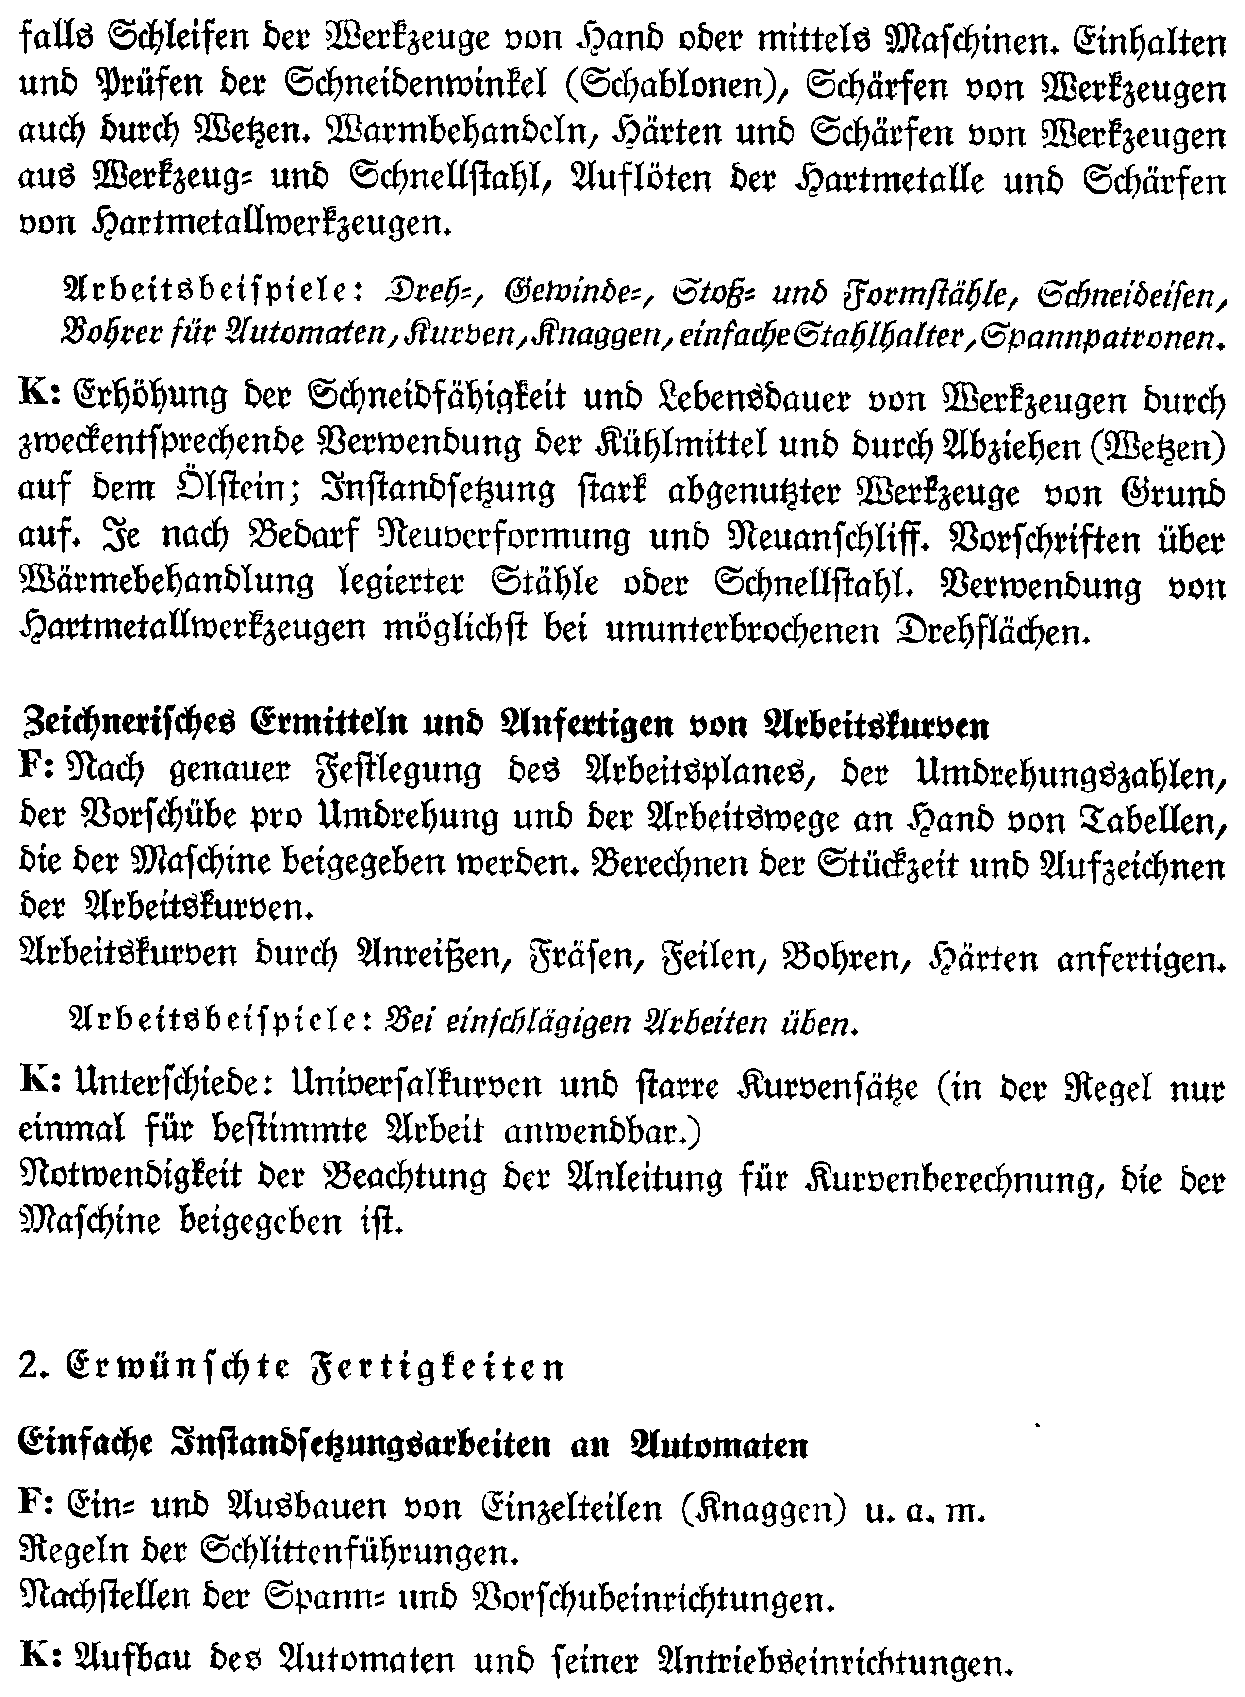 falls Schleifen der Werkzeuge von Hand oder mittels Maschinen. Einhalten
und Prüfen der Schneidenwinkel (Schablonen), Schärfen von Werkzeugen
auch durch Wetzen. Warmbehandeln, Härten und Schärfen von Werkzeugen
aus Werkzeug- und Schnellstahl, Auflöten der Hartmetalle und Schärfen
von Hartmetallwerkzeugen.
Arbeitsbeispiele: Dreh-, Gewinde-, Stoß- und Formstähle, Schneideisen,
Bohrer für Automaten, Kurven, Knaggen, einfache Stahlhalter, Spannpatronen.
K: Erhöhung der Schneidfähigkeit und Lebensdauer von Werkzeugen durch
zweckentsprechende Verwendung der Kühlmittel und durch Abziehen (Wetzen)
auf dem Ölstein; Instandsetzung stark abgenutzter Werkzeuge von Grund
auf. Je nach Bedarf Neuverformung und Neuanschliff. Vorschriften über
Wärmebehandlung legierter Stähle oder Schnellstahl. Verwendung von
Hartmetallwerkzeugen möglichst bei ununterbrochenen Drehflächen.
Zeichnerisches Ermitteln und Anfertigen von Arbeitskurven
F: Nach genauer Festlegung des Arbeitsplanes, der Umdrehungszahlen,
der Vorschübe pro Umdrehung und der Arbeitswege an Hand von Tabellen,
die der Maschine beigegeben werden. Berechnen der Stückzeit und Aufzeichnen
der Arbeitskurven.
Arbeitskurven durch Anreißen, Fräsen, Feilen, Bohren, Härten anfertigen.
Arbeitsbeispiele: Bei einschlägigen Arbeiten üben.
K: Unterschiede: Universalkurven und starre Kurvensätze (in der Regel nur
einmal für bestimmte Arbeit anwendbar.)
Notwendigkeit der Beachtung der Anleitung für Kurvenberechnung, die der
Maschine beigegeben ist.
2. Erwünschte Fertigkeiten
Einfache Instandsetzungsarbeiten an Automaten
F: Ein- und Ausbauen von Einzelteilen (Knaggen) u. a. m.
Regeln der Schlittenführungen.
Nachstellen der Spann- und Vorschubeinrichtungen.
K: Aufbau des Automaten und seiner Antriebseinrichtungen.